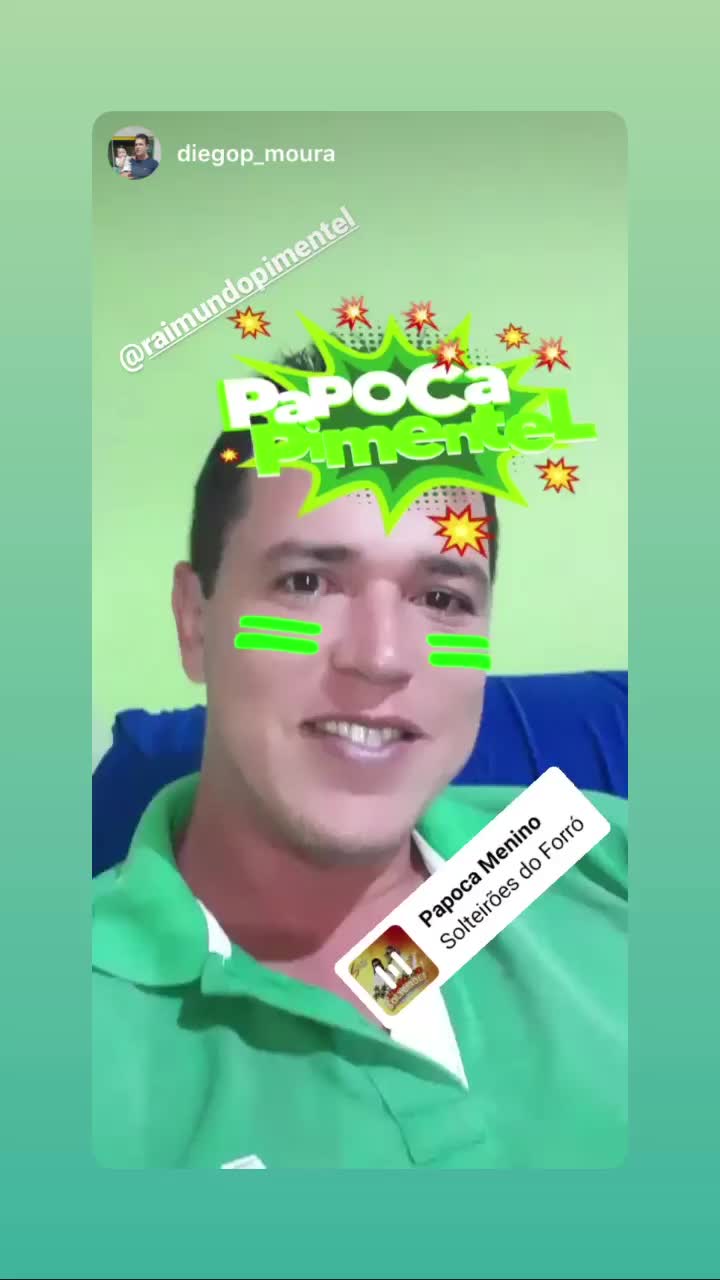 diegop_moura
@raimundopimentel
PaPOCa
PimenteL
Papoca Menino
Solteirões do Forró